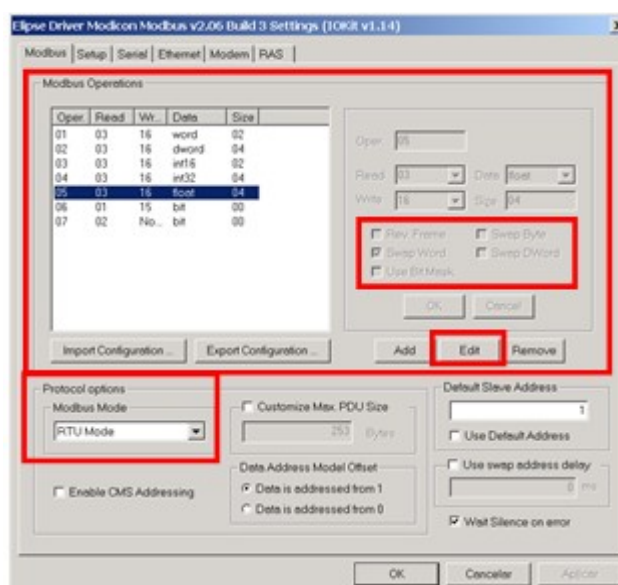 Elipse Driver Modicon Modbus v2.06 Build 3 Settings (IOKit v1.14)
Modbus Setup Serial Ethernet Modem RAS
Modbus Operations
Oper. Read Wr... Data Size
01 03 16 word 02
02 03 16 dword 04
03 03 16 int16 02
04 03 16 int32 04
05 03 16 float 04
06 01 15 bit 00
07 02 No... bit 00
Oper. 05
Read 03 Data float
Write 16 Size 04
Rev. Frame Swap Byte
Swap Word Swap DWord
Use Bit Mask
OK Cancel
Import Configuration ... Export Configuration ... Add Edit Remove
Protocol options
Modbus Mode
RTU Mode
Customize Max. PDU Size
253 Bytes
Default Slave Address
1
Use Default Address
Enable CMS Addressing
Data Address Model Offset
Data is addressed from 1
Data is addressed from 0
Use swap address delay
0 ms
Wait Silence on error
OK Cancelar Aplicar